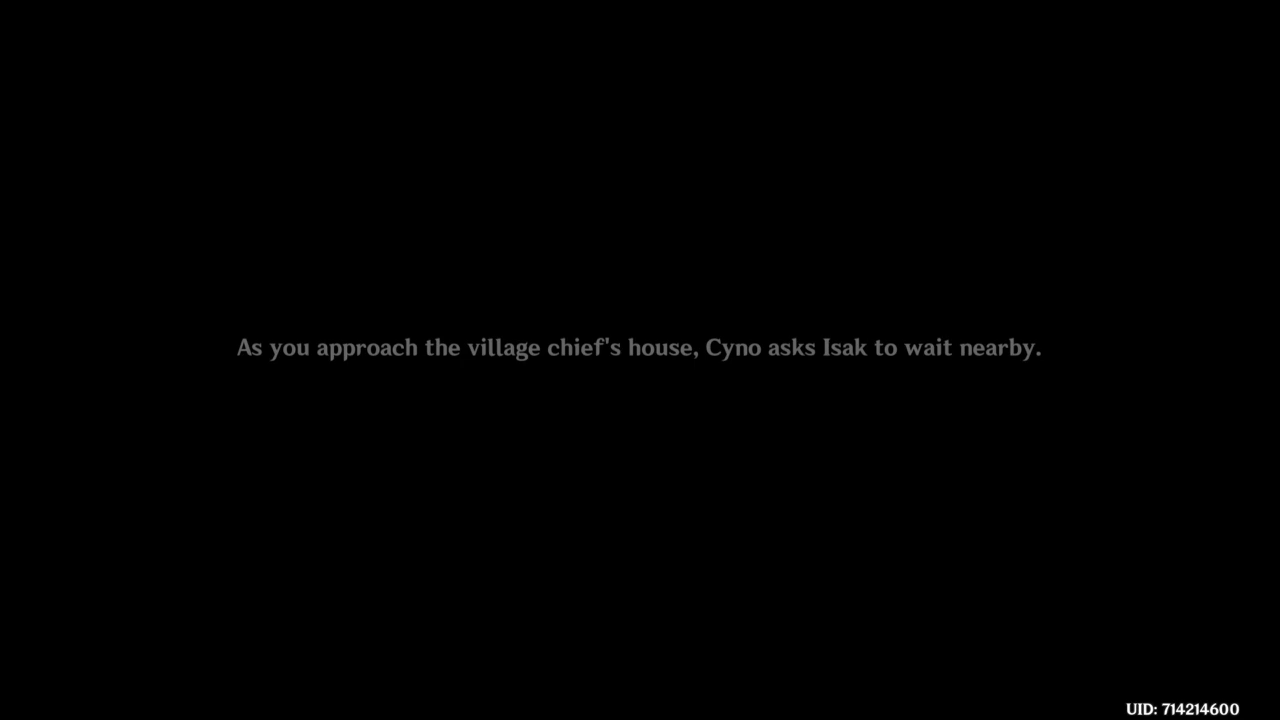 As you approach the village chief's house, Cyno asks Isak to wait nearby.
UID: 714214600